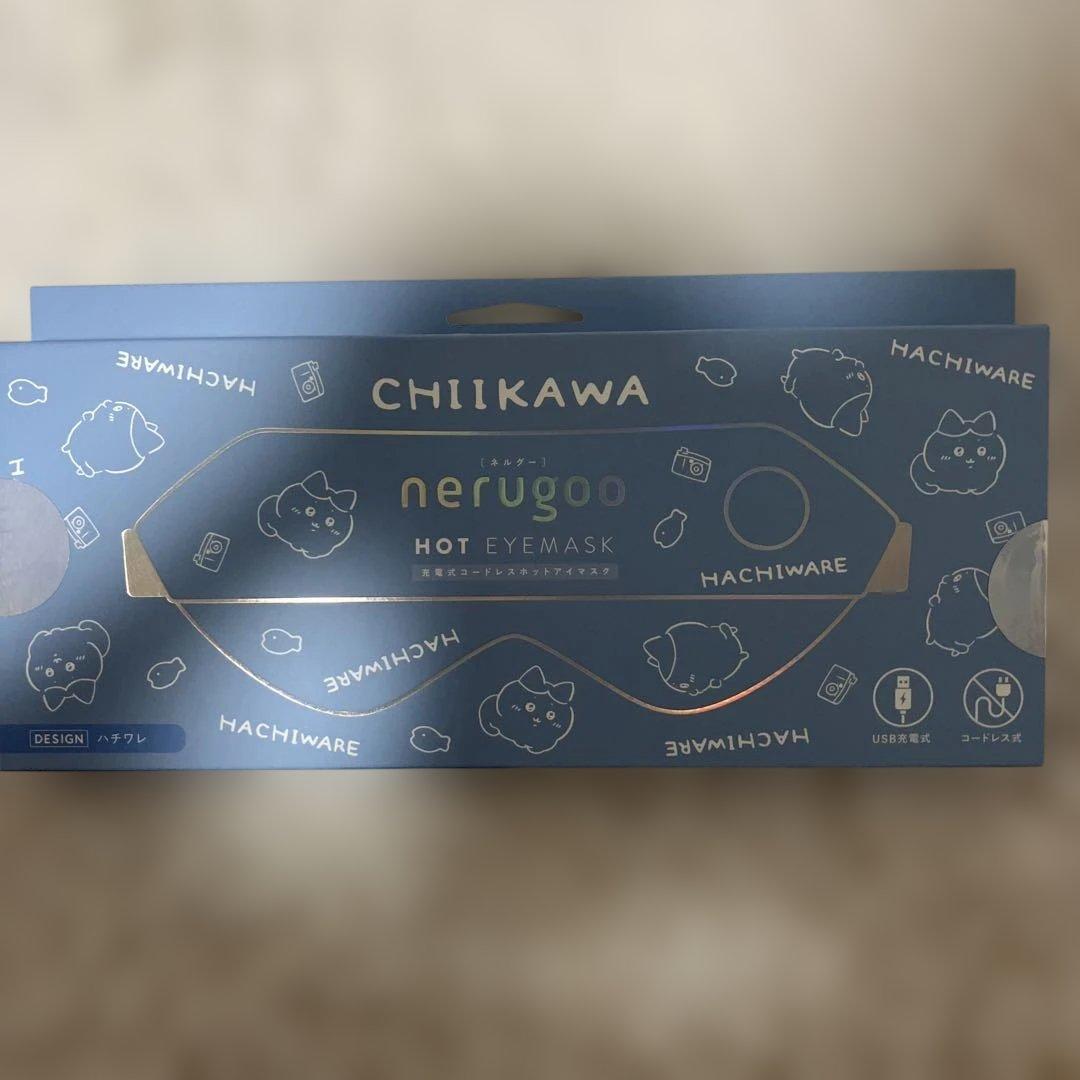 HACHIWARE
CHIIKAWA
HACHIWARE
[ネルグー]
nerugoo
HOT EYEMASK
充電式コードレスホットアイマスク
HACHIWARE
HACHIWARE
HACHIWARE
HACHIWARE
DESIGN ハチワレ
USB充電式
コードレス式